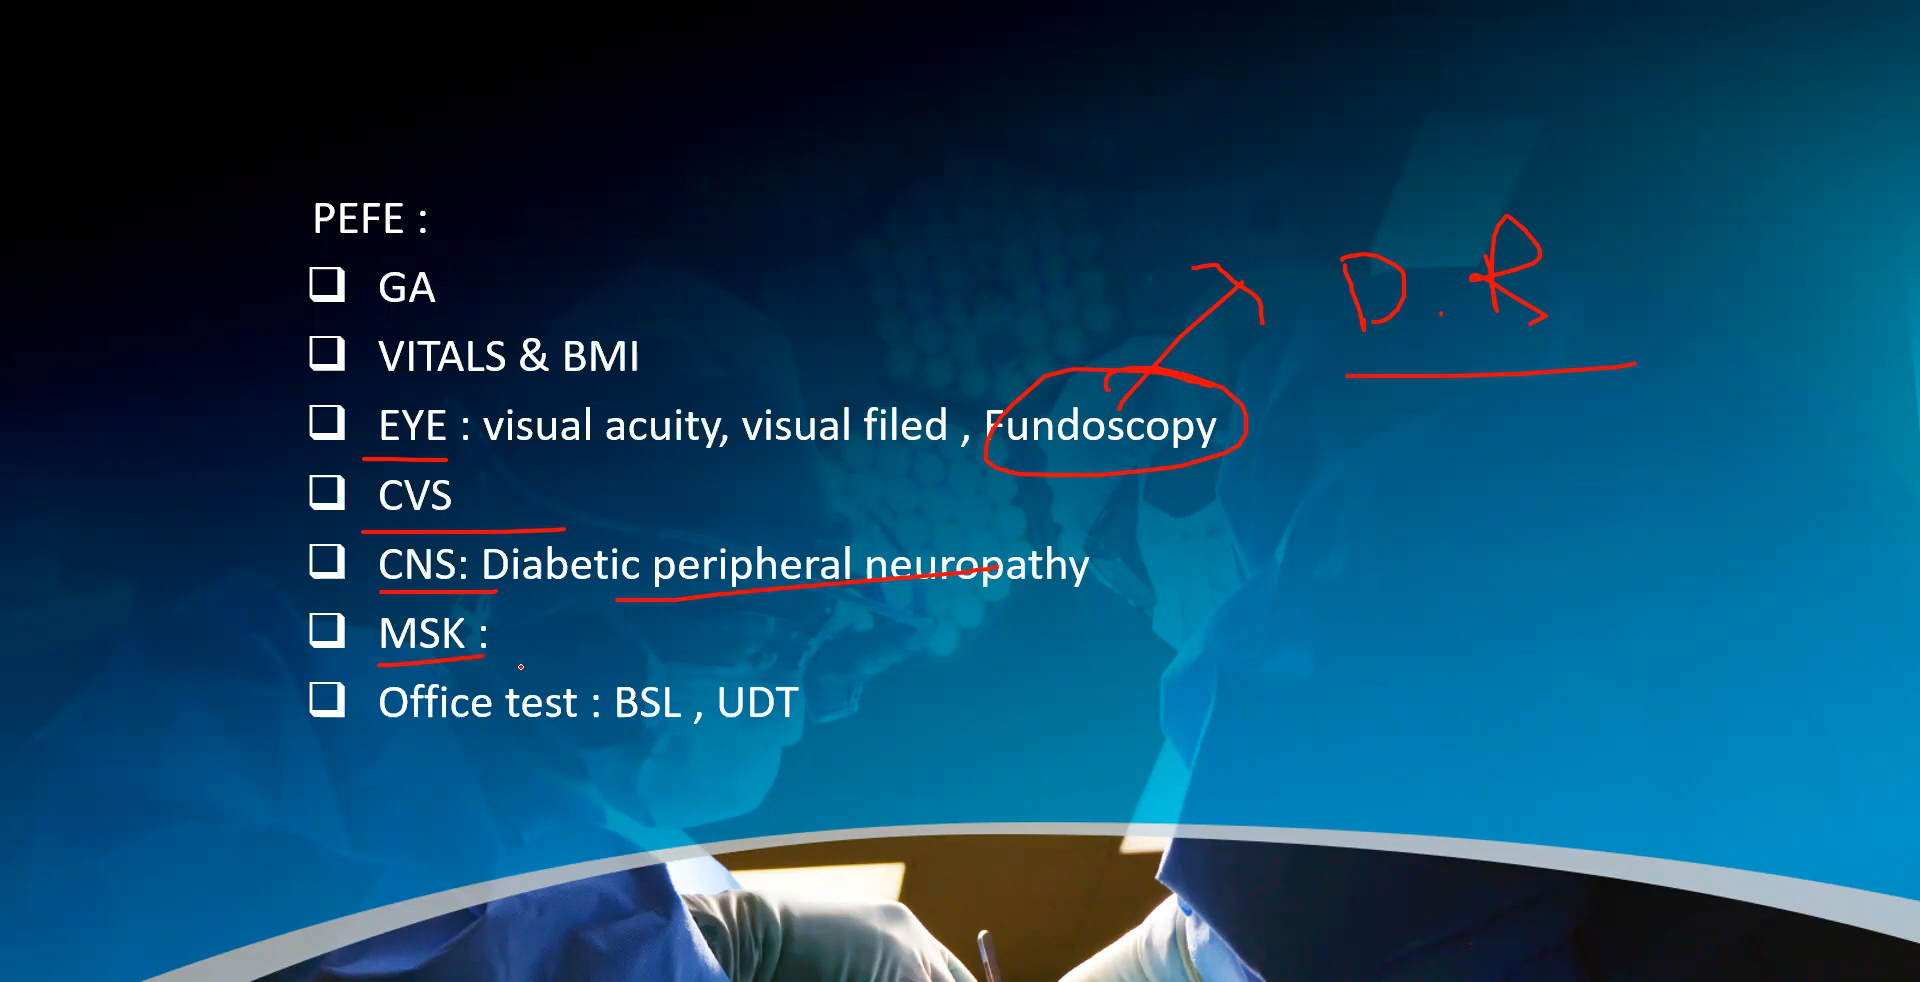 PEFE :
❑ GA
❑ VITALS & BMI
❑ EYE : visual acuity, visual filed , Fundoscopy
D.R
❑ CVS
❑ CNS: Diabetic peripheral neuropathy
❑ MSK :
❑ Office test : BSL , UDT